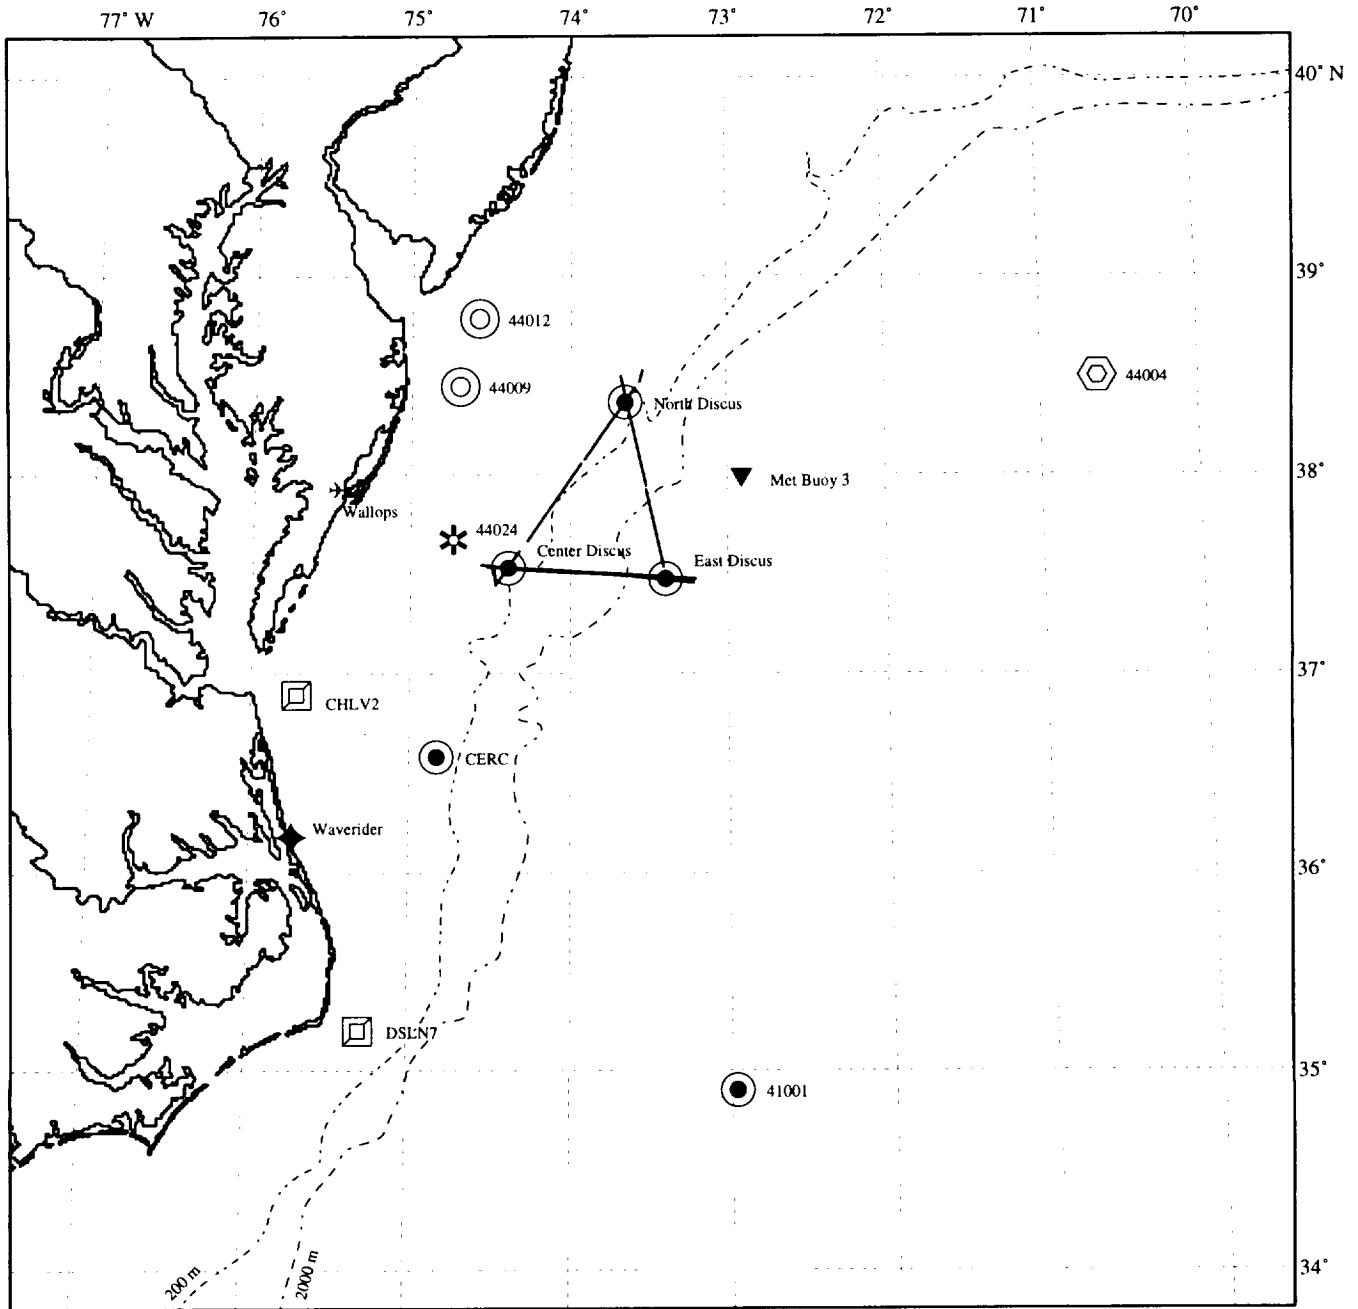 77° W 76° 75° 74° 73° 72° 71° 70°
40° N
39°
44012
44004
44009
North Discus
38°
Met Buoy 3
Wallops
44024
Center Discus
East Discus
37°
CHLV2
CERC
Waverider
36°
DSLN7
35°
41001
34°
200 m
2000 m